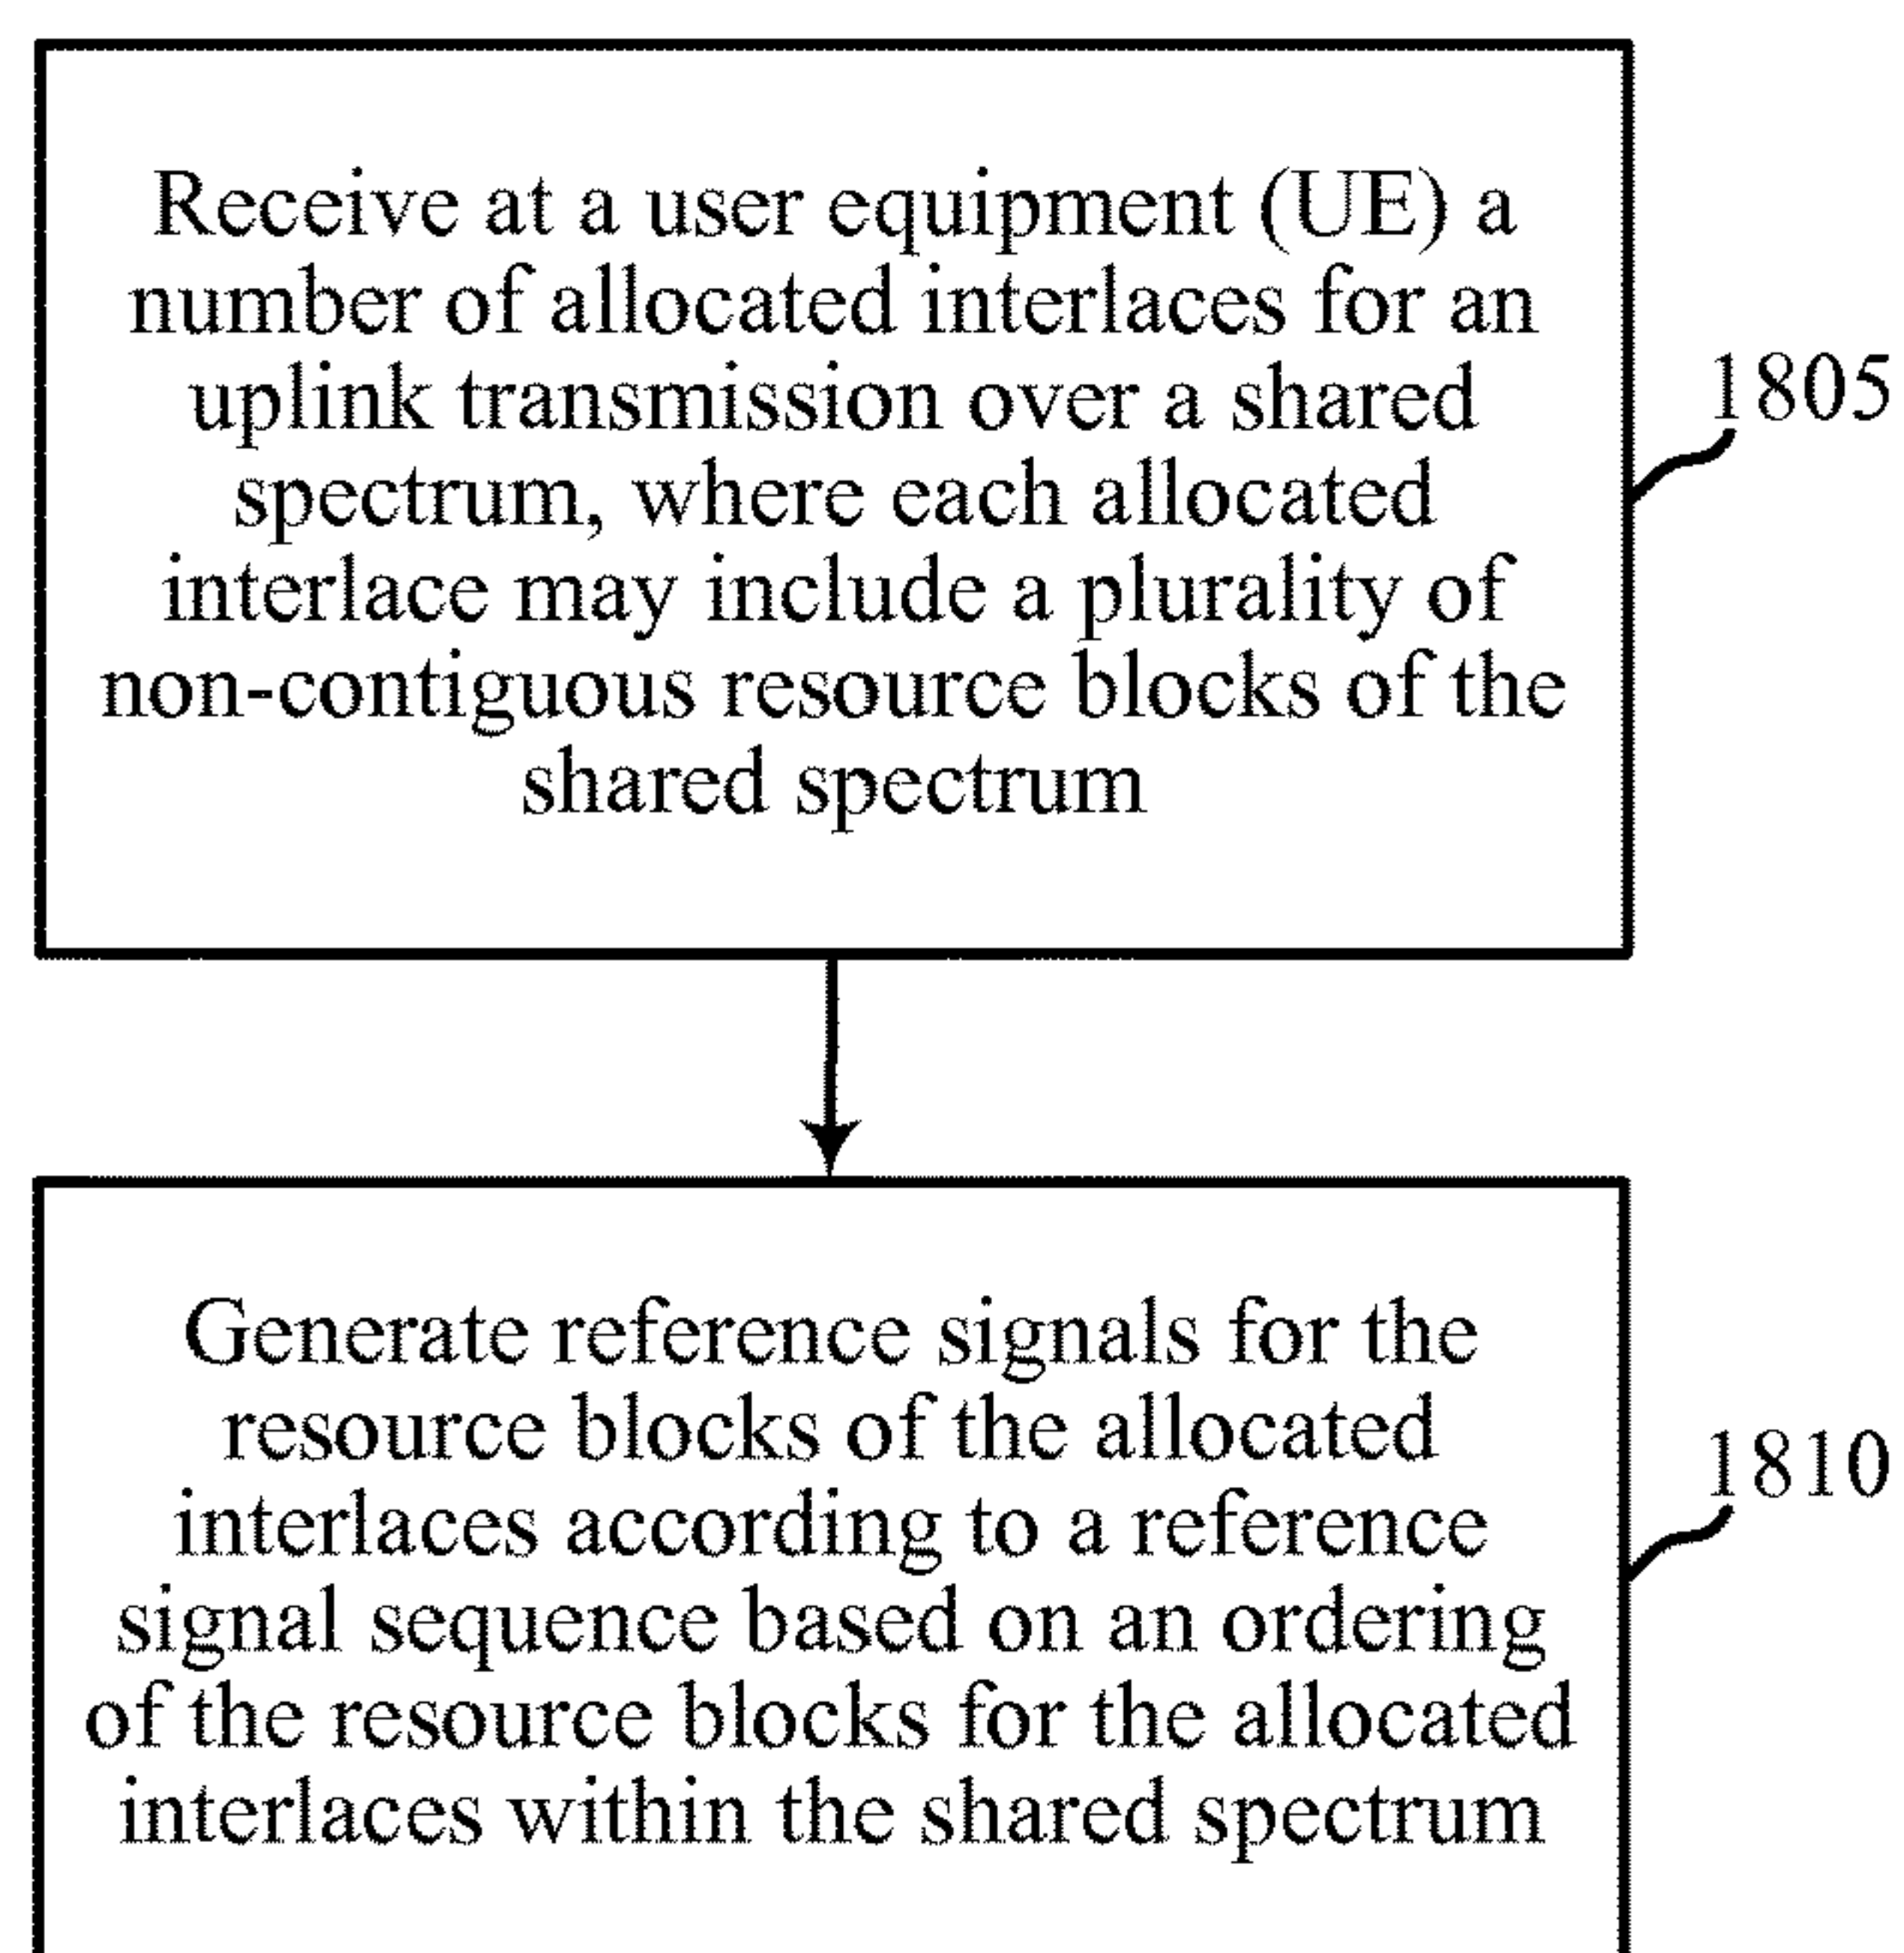 Receive at a user equipment (UE) a
number of allocated interlaces for an
uplink transmission over a shared
spectrum, where each allocated
interlace may include a plurality of
non-contiguous resource blocks of the
shared spectrum
1805
Generate reference signals for the
resource blocks of the allocated
interlaces according to a reference
signal sequence based on an ordering
of the resource blocks for the allocated
interlaces within the shared spectrum
1810